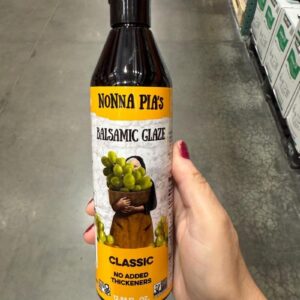 NONNA PIA'S
BALSAMIC GLAZE
CLASSIC
NO ADDED
THICKENERS